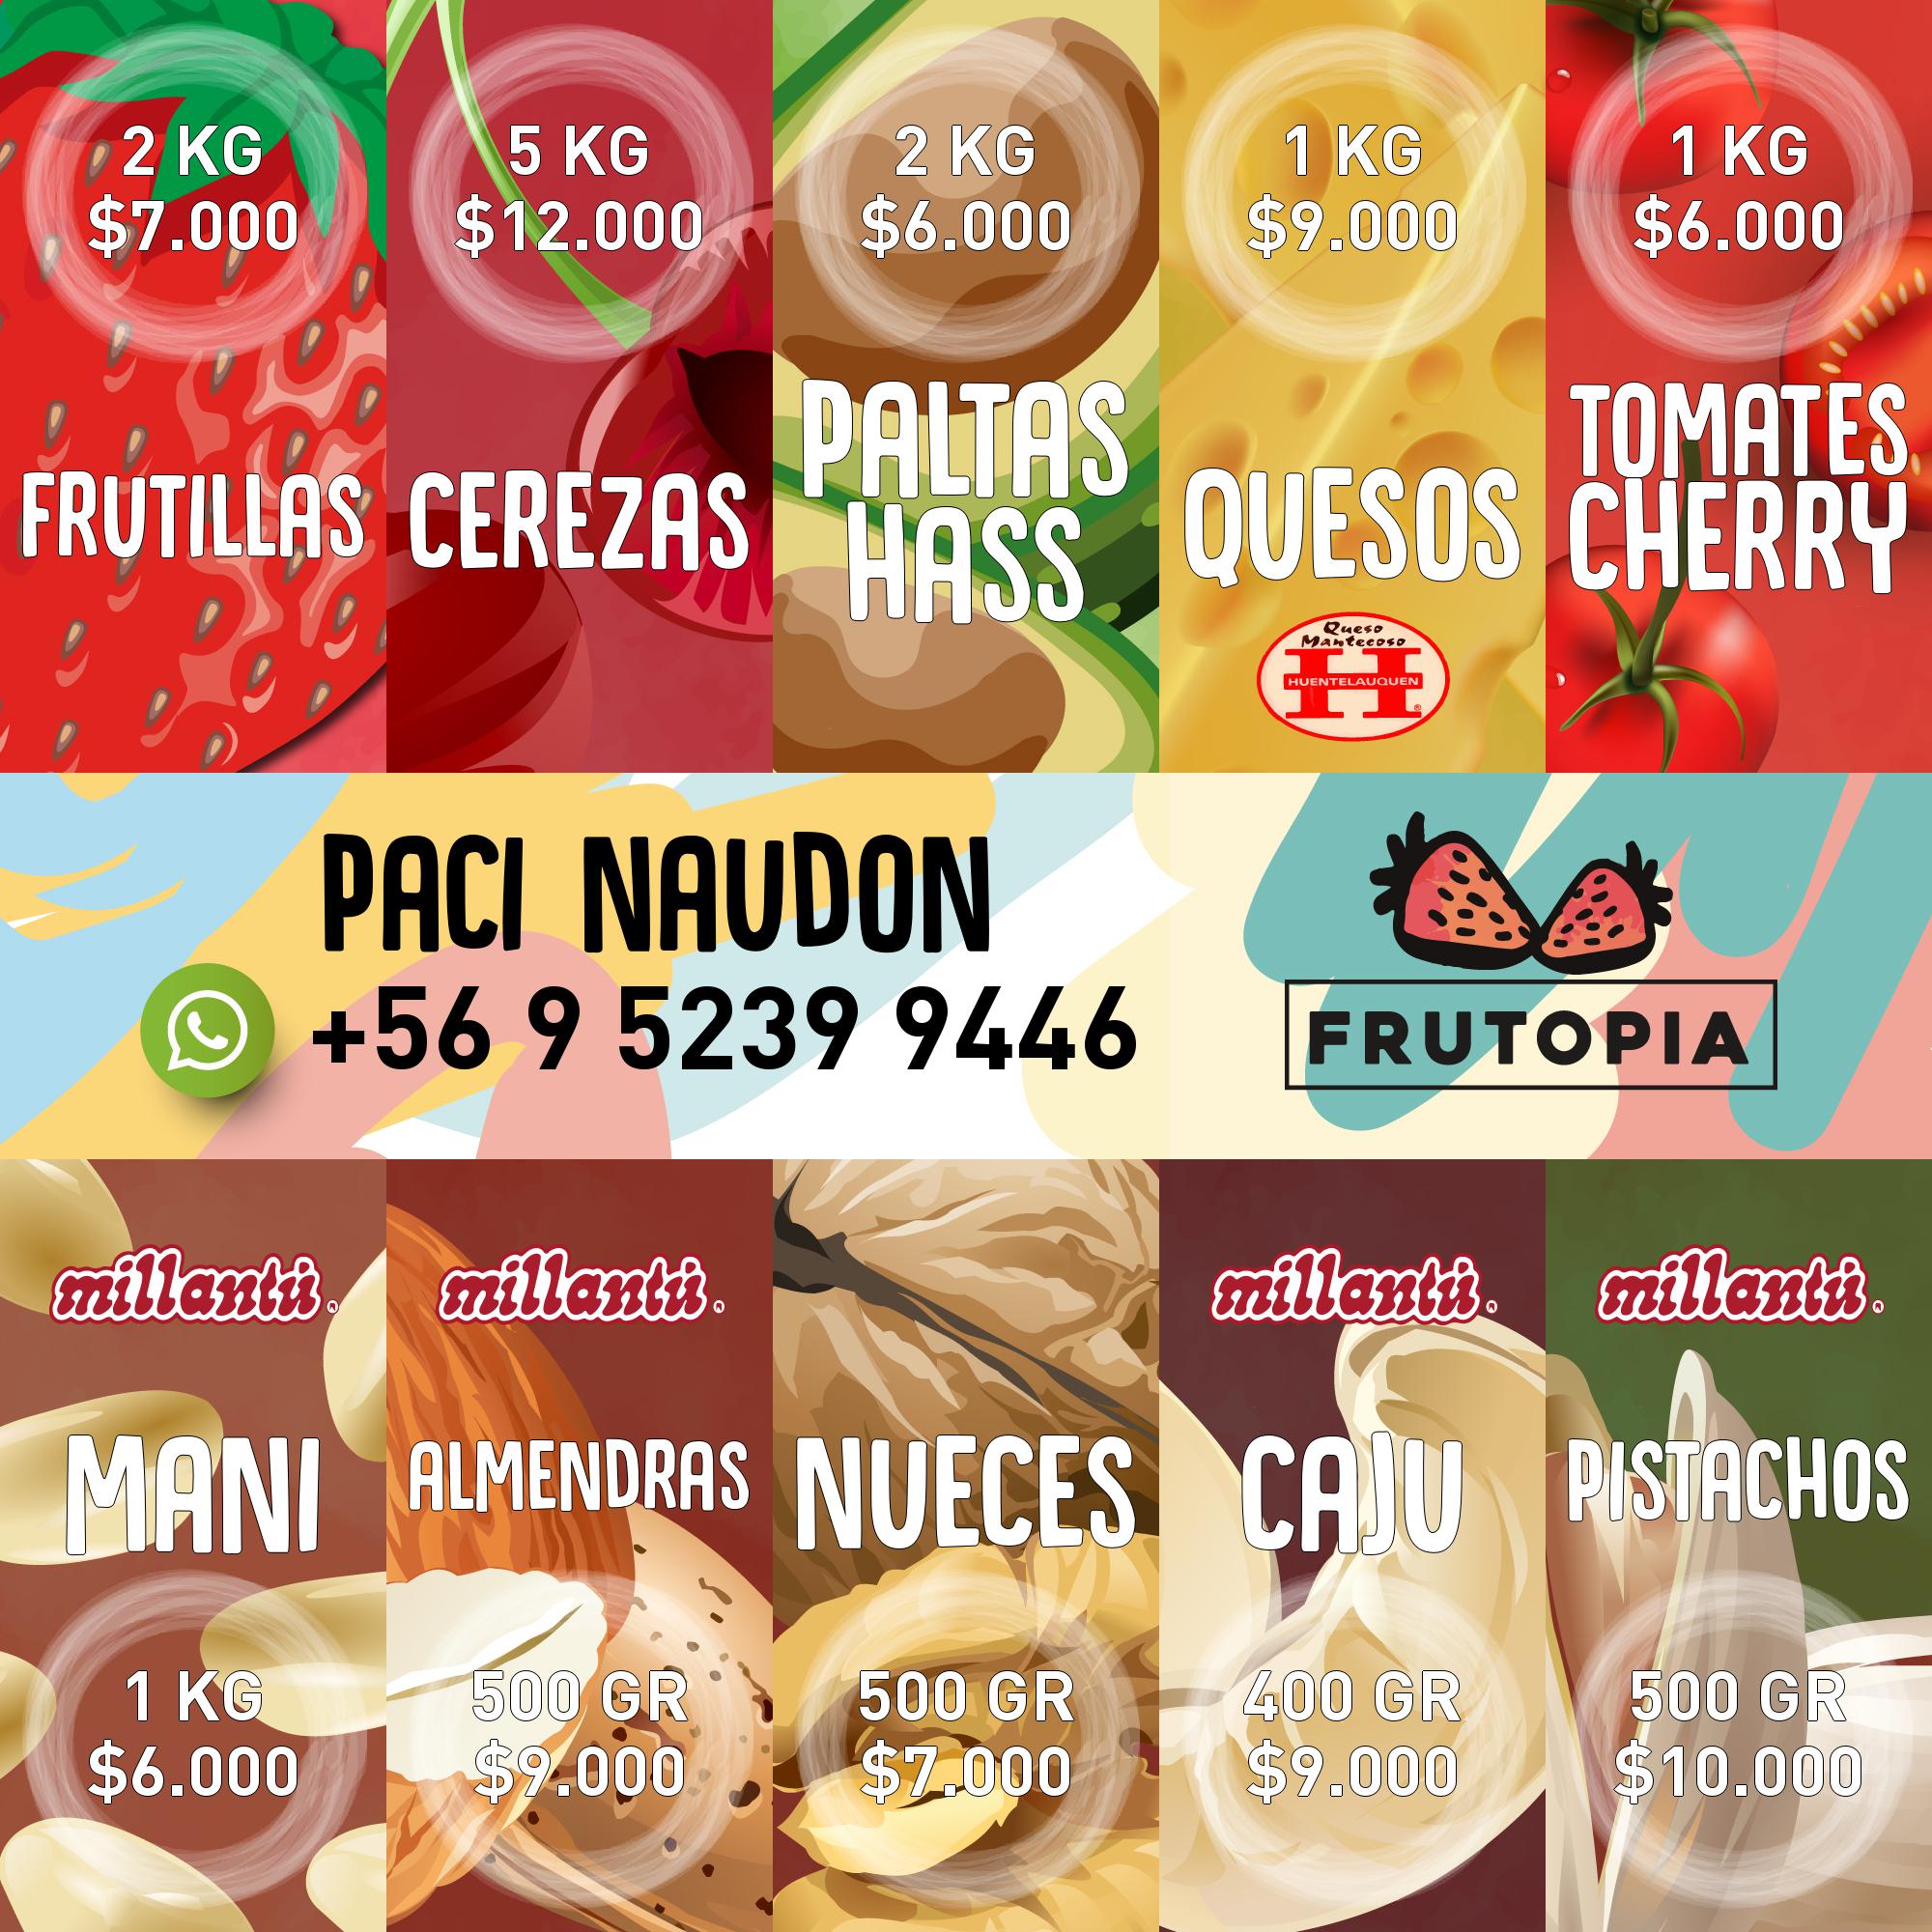 2 KG
$7.000
FRUTILLAS
5 KG
$12.000
CEREZAS
2 KG
$6.000
PALTAS
HASS
1 KG
$9.000
QUESOS
Queso
Mantecoso
H
HUENTELAUQUEN
®
1 KG
$6.000
TOMATES
CHERRY
PACI NAUDON
+56 9 5239 9446
FRUTOPIA
millantú®
MANI
1 KG
$6.000
millantú®
ALMENDRAS
500 GR
$9.000
NUECES
500 GR
$7.000
millantú®
CAJU
400 GR
$9.000
millantú®
PISTACHOS
500 GR
$10.000